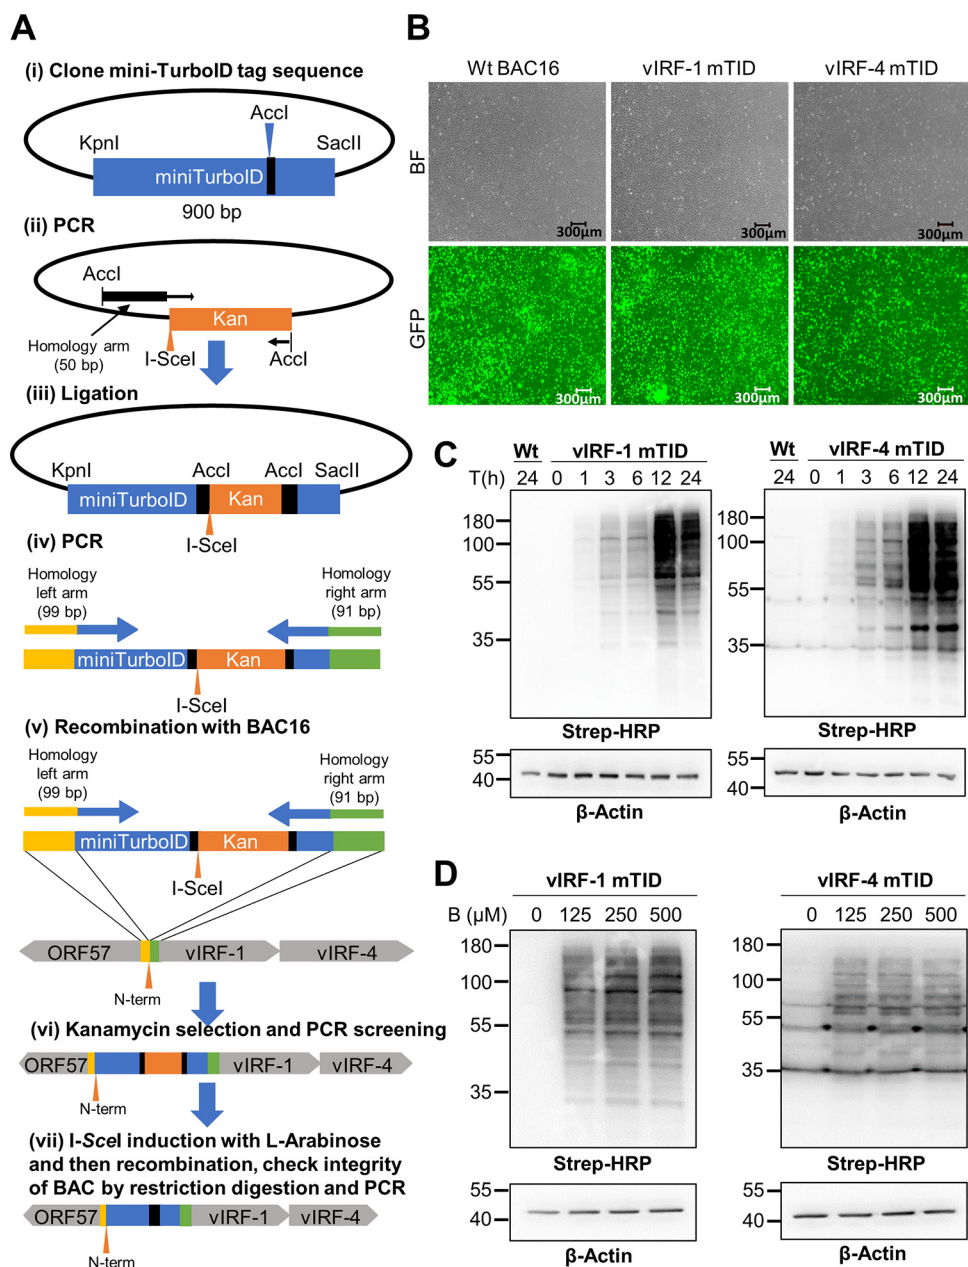 A
(i) Clone mini-TurboID tag sequence
AccI
KpnI
SacII
miniTurboID
900 bp
(ii) PCR
AccI
Kan
Homology arm
(50 bp)
I-SceI
AccI
(iii) Ligation
KpnI
AccI
AccI
SacII
miniTurboID
Kan
I-SceI
(iv) PCR
Homology
left arm
(99 bp)
Homology
right arm
(91 bp)
miniTurboID
Kan
I-SceI
(v) Recombination with BAC16
Homology
left arm
(99 bp)
Homology
right arm
(91 bp)
miniTurboID
Kan
I-SceI
ORF57
vIRF-1
vIRF-4
N-term
(vi) Kanamycin selection and PCR screening
ORF57
vIRF-1
vIRF-4
N-term
(vii) I-SceI induction with L-Arabinose
and then recombination, check integrity
of BAC by restriction digestion and PCR
ORF57
vIRF-1
vIRF-4
N-term
B
Wt BAC16
vIRF-1 mTID
vIRF-4 mTID
BF
300µm
300µm
300µm
GFP
300µm
300µm
300µm
C
Wt
vIRF-1 mTID
T(h)
24 0 1 3 6 12 24
180
100
55
35
Strep-HRP
55
40
β-Actin
Wt
vIRF-4 mTID
24 0 1 3 6 12 24
180
100
55
35
Strep-HRP
55
40
β-Actin
D
vIRF-1 mTID
B (µM)
0 125 250 500
180
100
55
35
Strep-HRP
55
40
β-Actin
vIRF-4 mTID
0 125 250 500
180
100
55
35
Strep-HRP
55
40
β-Actin